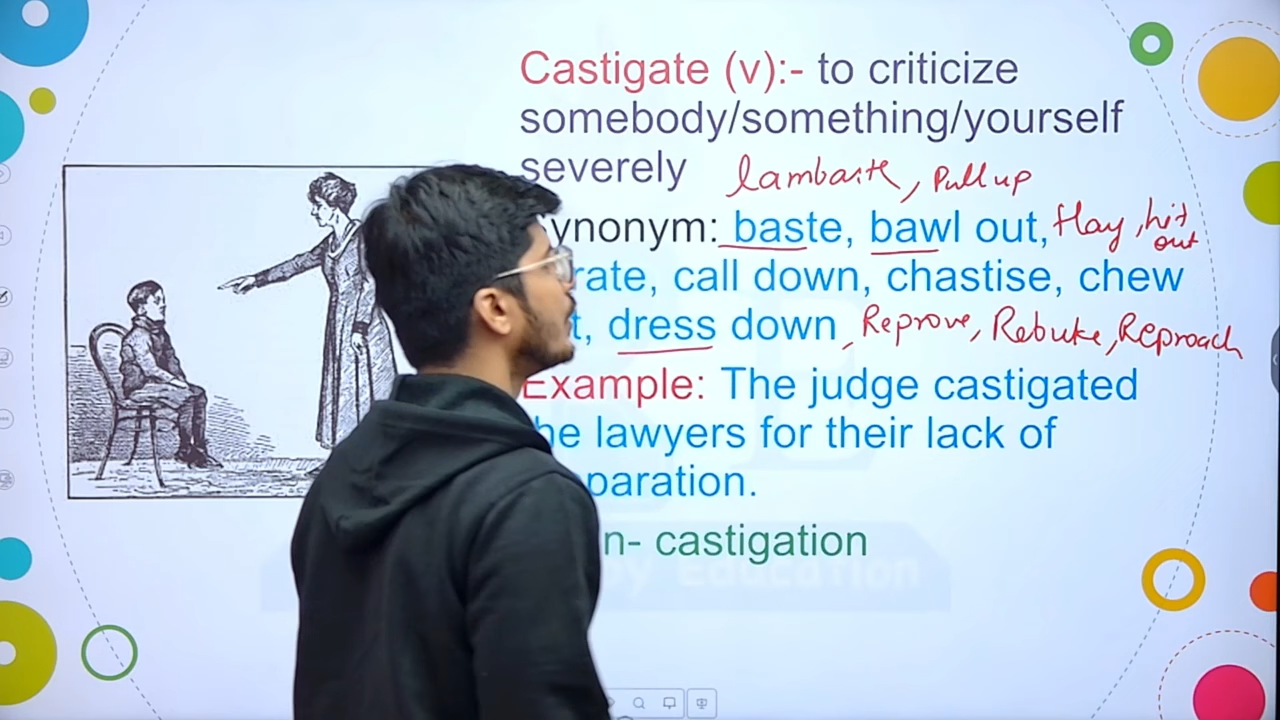 Castigate (v):- to criticize
somebody/something/yourself
severely lambaste, Pull up
ynonym: baste, bawl out, flay, hit out
rate, call down, chastise, chew
t, dress down, Reprove, Rebuke, Reproach
Example: The judge castigated
he lawyers for their lack of
paration.
n- castigation
by Education